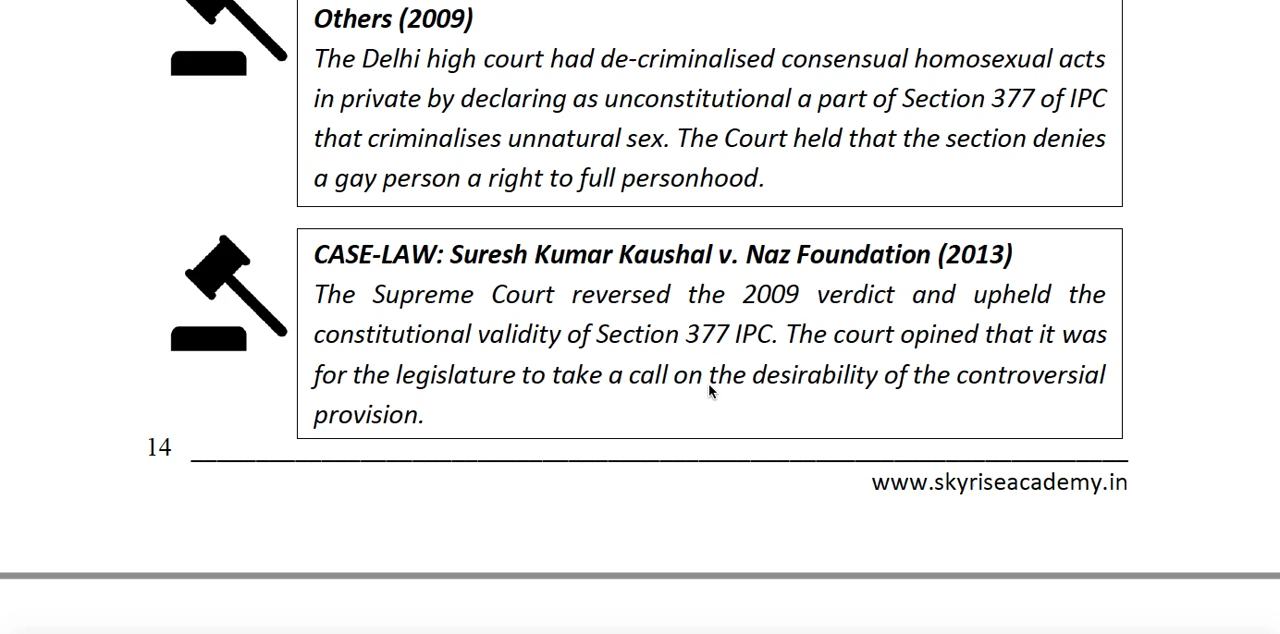 Others (2009)
The Delhi high court had de-criminalised consensual homosexual acts
in private by declaring as unconstitutional a part of Section 377 of IPC
that criminalises unnatural sex. The Court held that the section denies
a gay person a right to full personhood.
CASE-LAW: Suresh Kumar Kaushal v. Naz Foundation (2013)
The Supreme Court reversed the 2009 verdict and upheld the
constitutional validity of Section 377 IPC. The court opined that it was
for the legislature to take a call on the desirability of the controversial
provision.
14
www.skyriseacademy.in